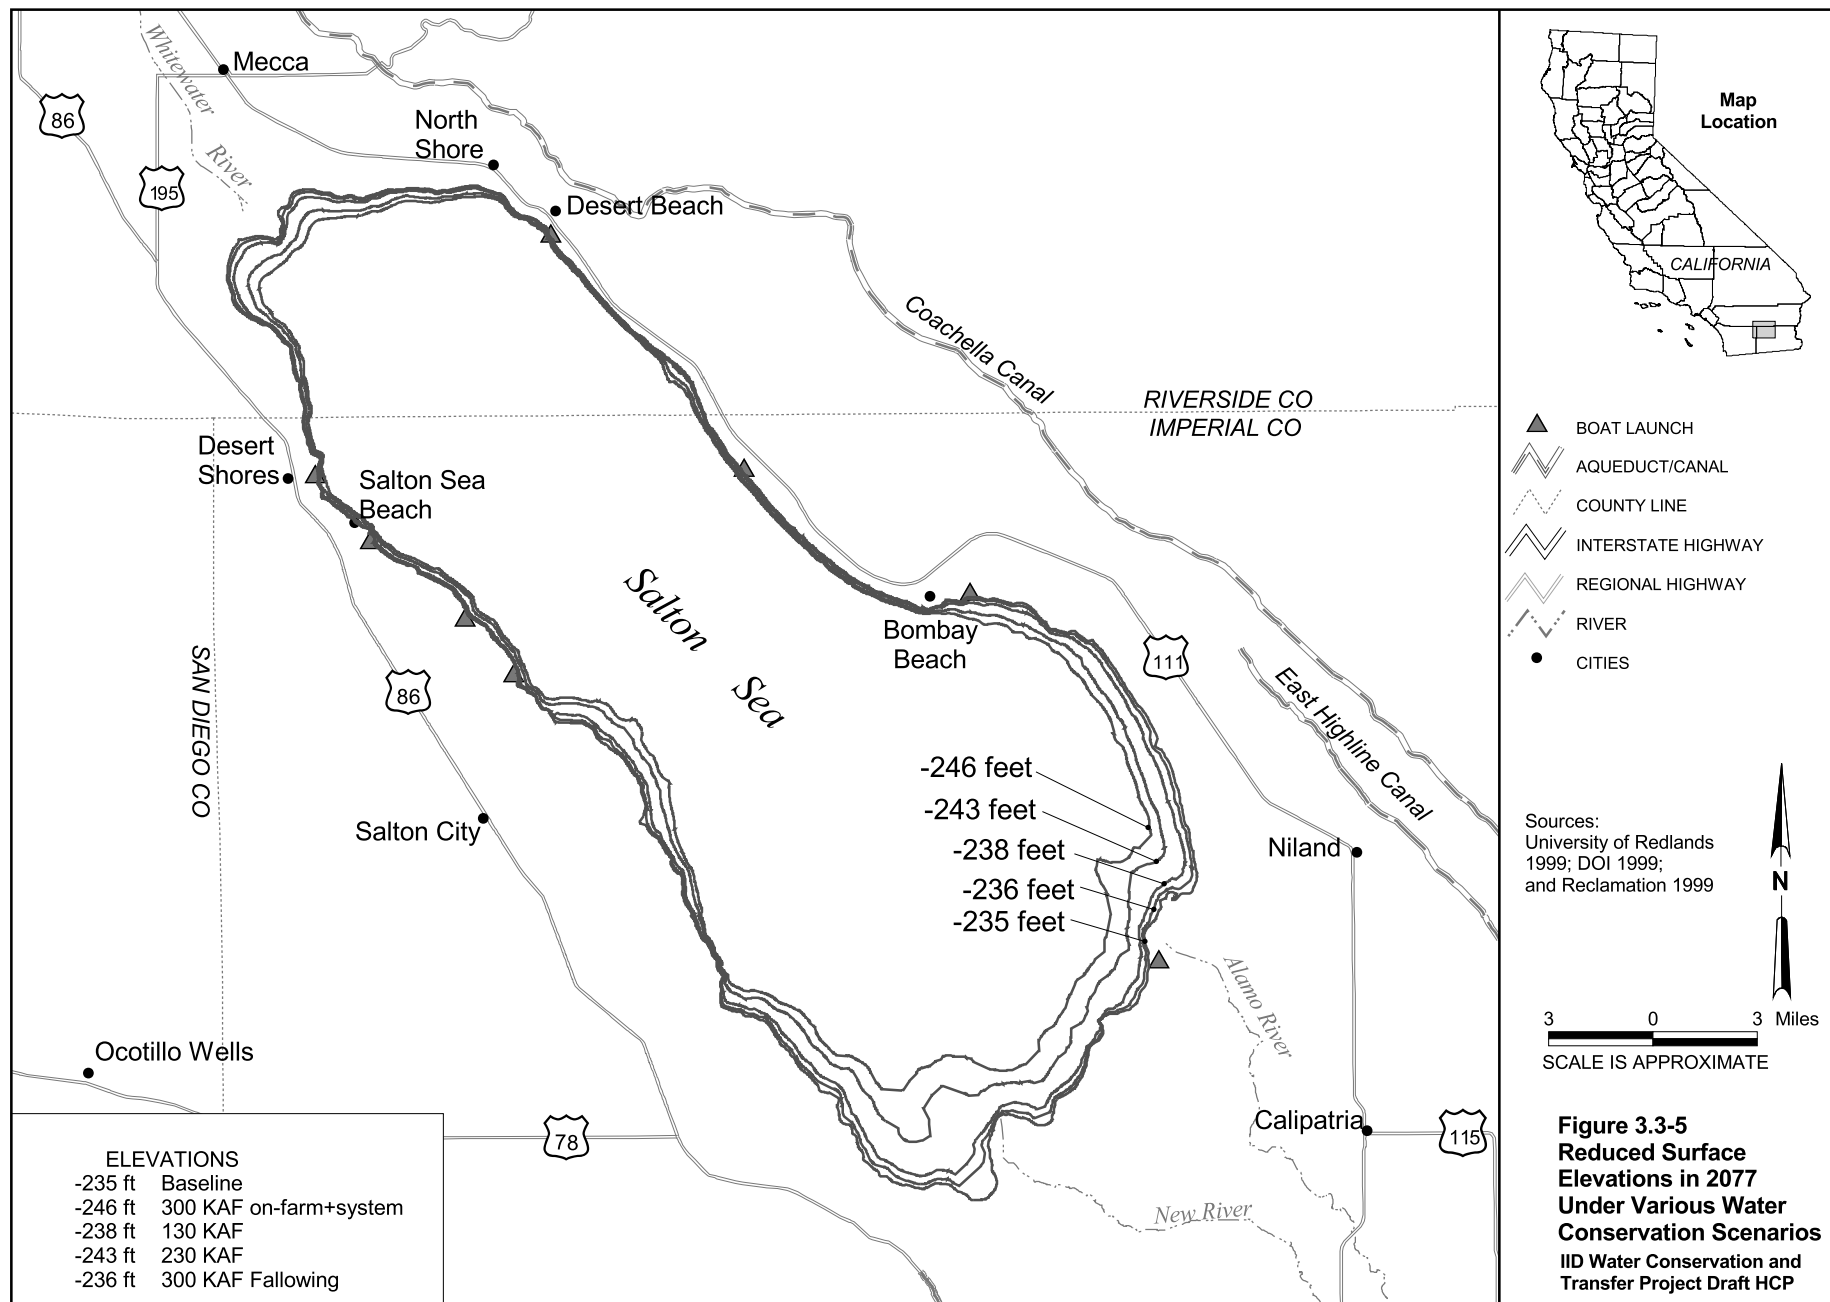 Whitewater
River
Mecca
86
195
North
Shore
Desert Beach
Coachella Canal
RIVERSIDE CO
IMPERIAL CO
Desert
Shores
Salton Sea
Beach
Salton
Sea
Bombay
Beach
111
East Highline Canal
SAN DIEGO CO
86
-246 feet
-243 feet
-238 feet
-236 feet
-235 feet
Salton City
Niland
Alamo River
Ocotillo Wells
78
Calipatria
115
New River
ELEVATIONS
-235 ft Baseline
-246 ft 300 KAF on-farm+system
-238 ft 130 KAF
-243 ft 230 KAF
-236 ft 300 KAF Fallowing
Map
Location
CALIFORNIA
BOAT LAUNCH
AQUEDUCT/CANAL
COUNTY LINE
INTERSTATE HIGHWAY
REGIONAL HIGHWAY
RIVER
CITIES
Sources:
University of Redlands
1999; DOI 1999;
and Reclamation 1999
N
3 0 3 Miles
SCALE IS APPROXIMATE
Figure 3.3-5
Reduced Surface
Elevations in 2077
Under Various Water
Conservation Scenarios
IID Water Conservation and
Transfer Project Draft HCP